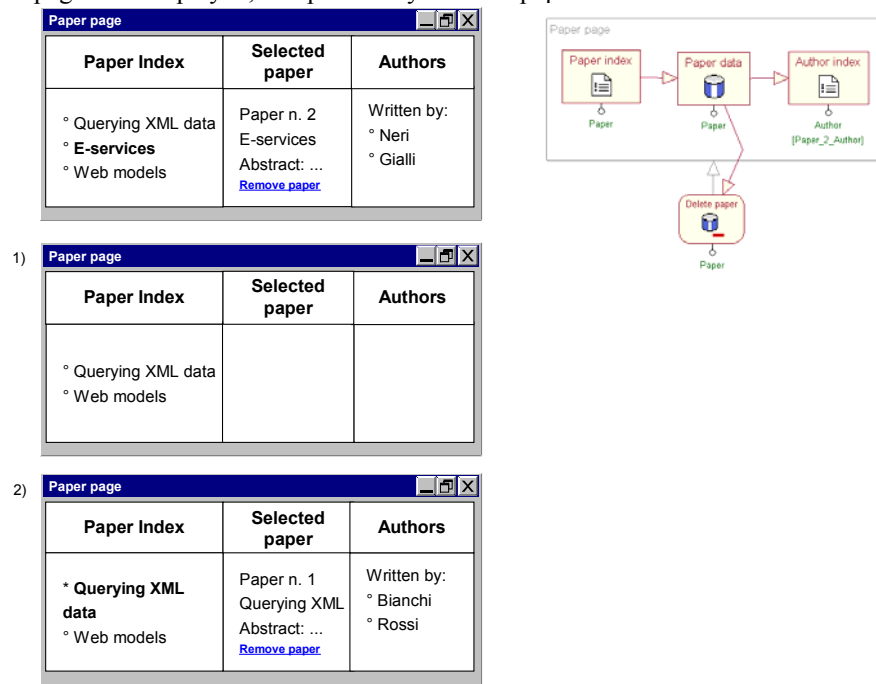 Paper page
Paper Index
Selected paper
Authors
° Querying XML data
° E-services
° Web models
Paper n. 2
E-services
Abstract: ...
Remove paper
Written by:
° Neri
° Gialli
Paper page
Paper index
Paper
Paper data
Paper
Author index
Author
[Paper_2_Author]
Delete paper
Paper
1)
Paper page
Paper Index
Selected
paper
Authors
° Querying XML data
° Web models
2)
Paper page
Paper Index
Selected
paper
Authors
* Querying XML
data
° Web models
Paper n. 1
Querying XML
Abstract: ...
Remove paper
Written by:
° Bianchi
° Rossi